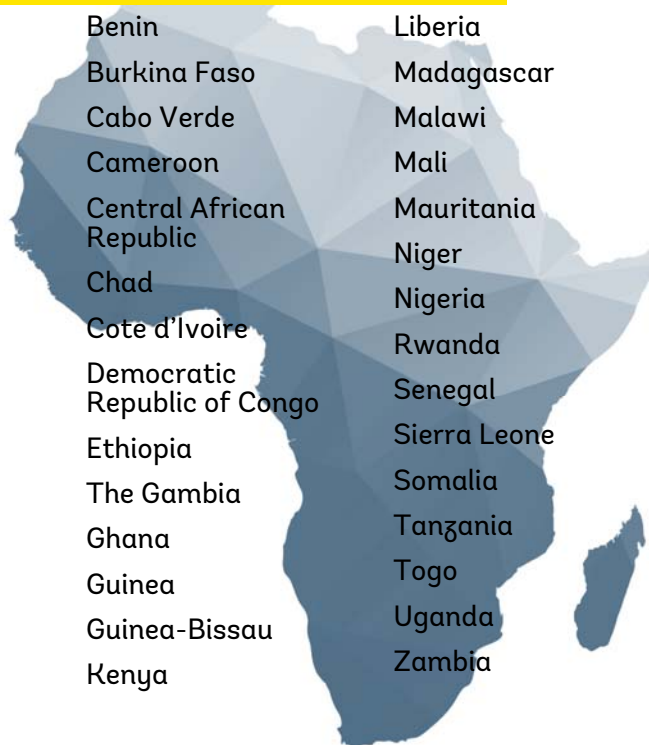 Benin
Burkina Faso
Cabo Verde
Cameroon
Central African
Republic
Chad
Cote d'Ivoire
Democratic
Republic of Congo
Ethiopia
The Gambia
Ghana
Guinea
Guinea-Bissau
Kenya
Liberia
Madagascar
Malawi
Mali
Mauritania
Niger
Nigeria
Rwanda
Senegal
Sierra Leone
Somalia
Tanzania
Togo
Uganda
Zambia